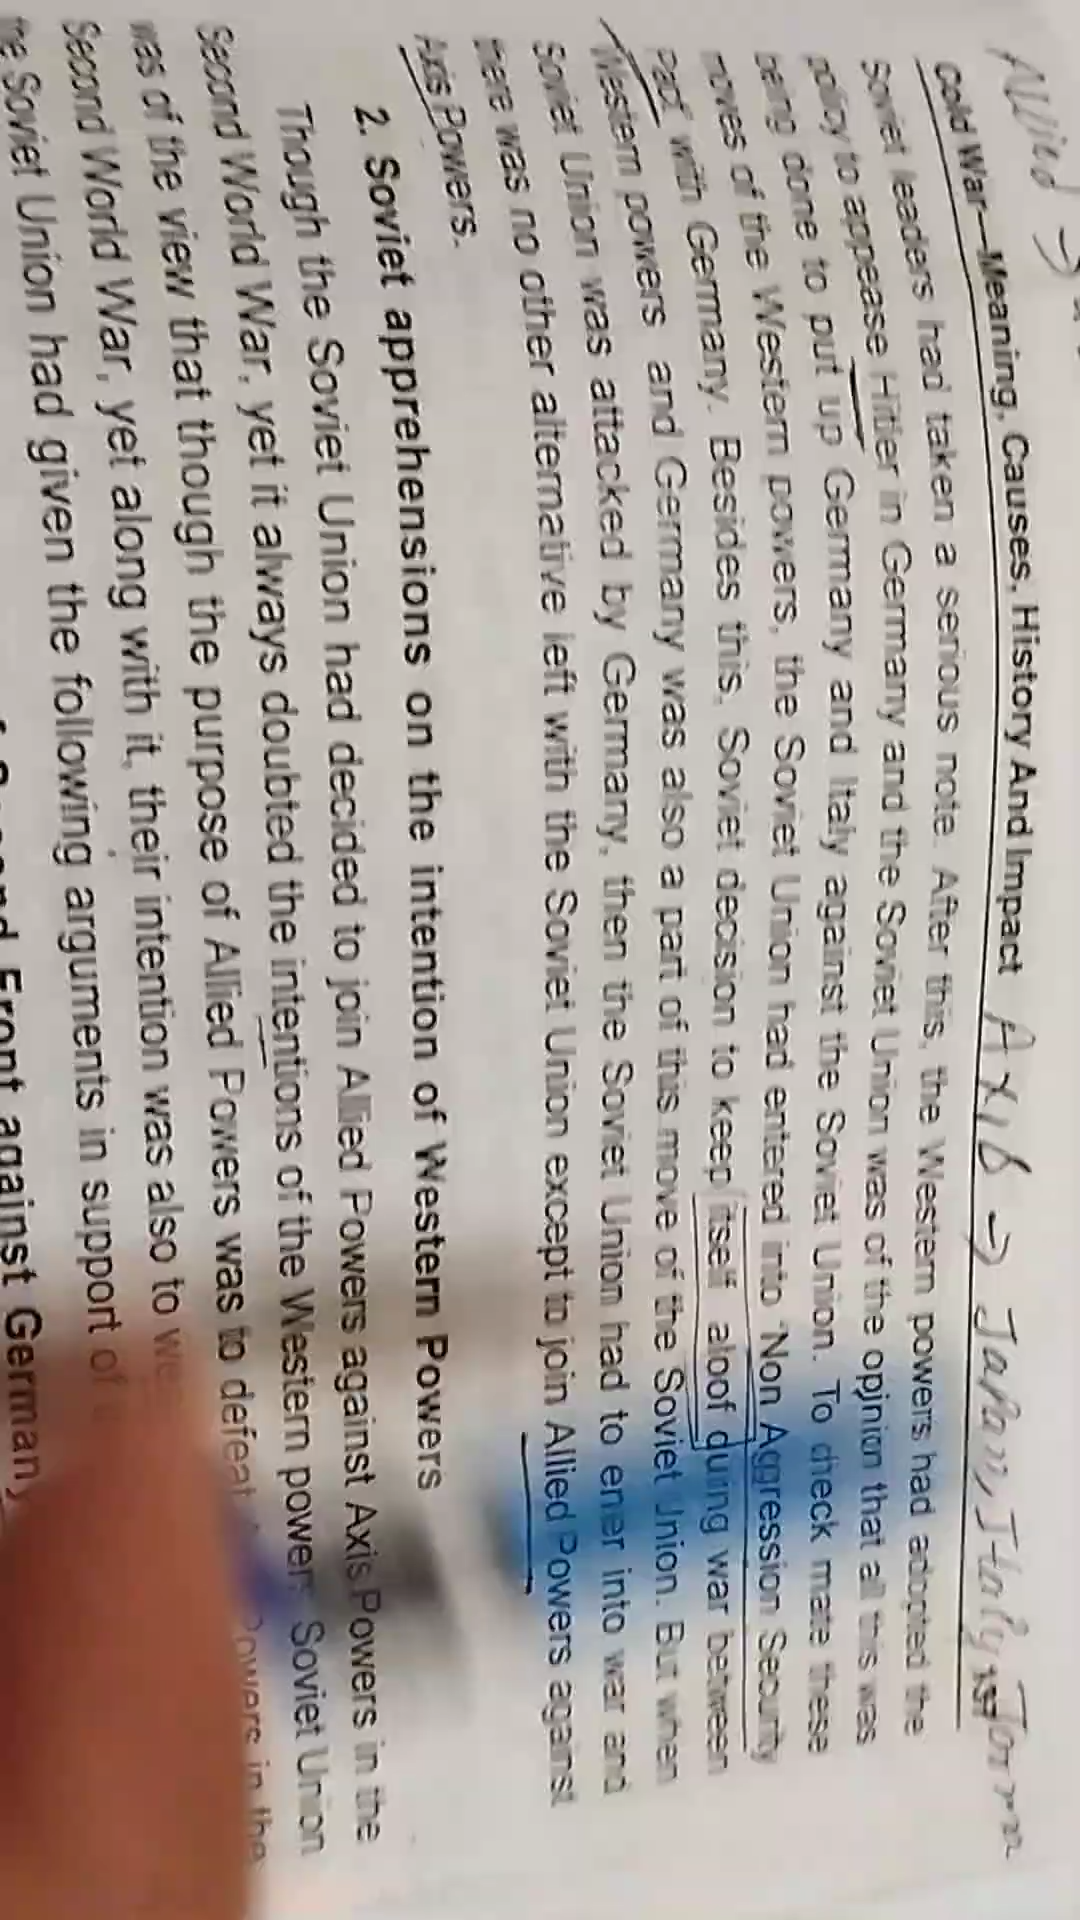 Allied →
Axis → Japan, Italy,
Cold War—Meaning, Causes, History And Impact 157
Soviet leaders had taken a serious note. After this, the Western powers had adopted the
policy to appease Hitler in Germany and the Soviet Union was of the opinion that all this was
being done to put up Germany and Italy against the Soviet Union. To check mate these
moves of the Western powers, the Soviet Union had entered into 'Non Aggression Security
Pact' with Germany. Besides this, Soviet decision to keep itself aloof during war between
Western powers and Germany was also a part of this move of the Soviet Union. But when
Soviet Union was attacked by Germany, then the Soviet Union had to ener into war and
there was no other alternative left with the Soviet Union except to join Allied Powers against
Axis Powers.
2. Soviet apprehensions on the intention of Western Powers
Though the Soviet Union had decided to join Allied Powers against Axis Powers in the
Second World War, yet it always doubted the intentions of the Western powers Soviet Union
was of the view that though the purpose of Allied Powers was to defeat Powers in the
Second World War, yet along with it, their intention was also to
the Soviet Union had given the following arguments in support of
Front against Germany